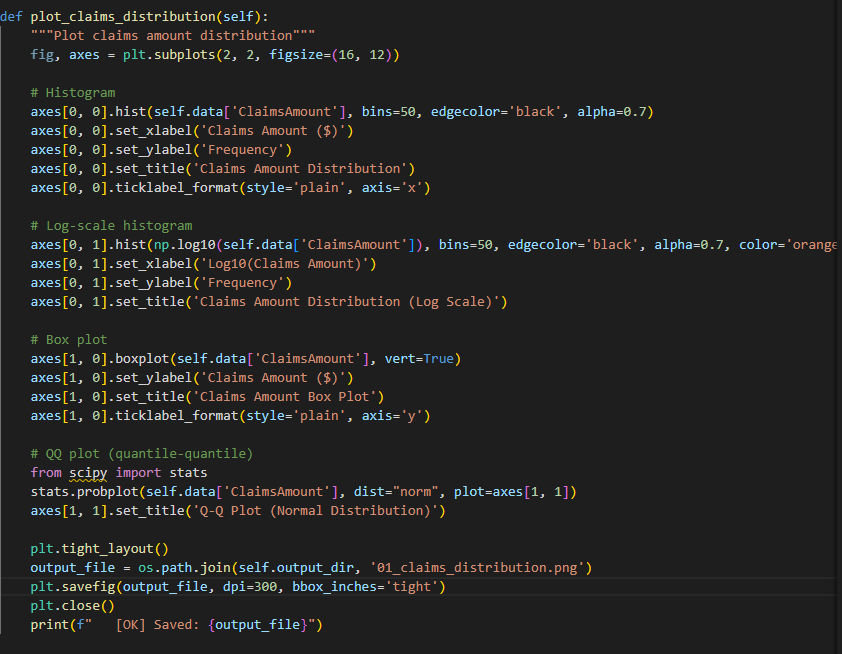 def plot_claims_distribution(self):
    """Plot claims amount distribution"""
    fig, axes = plt.subplots(2, 2, figsize=(16, 12))

    # Histogram
    axes[0, 0].hist(self.data['ClaimsAmount'], bins=50, edgecolor='black', alpha=0.7)
    axes[0, 0].set_xlabel('Claims Amount ($)')
    axes[0, 0].set_ylabel('Frequency')
    axes[0, 0].set_title('Claims Amount Distribution')
    axes[0, 0].ticklabel_format(style='plain', axis='x')

    # Log-scale histogram
    axes[0, 1].hist(np.log10(self.data['ClaimsAmount']), bins=50, edgecolor='black', alpha=0.7, color='orange
    axes[0, 1].set_xlabel('Log10(Claims Amount)')
    axes[0, 1].set_ylabel('Frequency')
    axes[0, 1].set_title('Claims Amount Distribution (Log Scale)')

    # Box plot
    axes[1, 0].boxplot(self.data['ClaimsAmount'], vert=True)
    axes[1, 0].set_ylabel('Claims Amount ($)')
    axes[1, 0].set_title('Claims Amount Box Plot')
    axes[1, 0].ticklabel_format(style='plain', axis='y')

    # QQ plot (quantile-quantile)
    from scipy import stats
    stats.probplot(self.data['ClaimsAmount'], dist="norm", plot=axes[1, 1])
    axes[1, 1].set_title('Q-Q Plot (Normal Distribution)')

    plt.tight_layout()
    output_file = os.path.join(self.output_dir, '01_claims_distribution.png')
    plt.savefig(output_file, dpi=300, bbox_inches='tight')
    plt.close()
    print(f"   [OK] Saved: {output_file}")